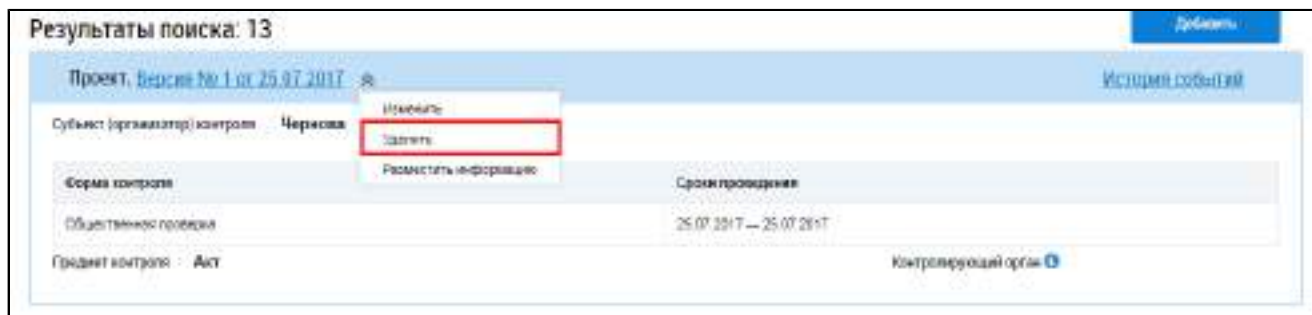 Результаты поиска: 13
Добавить
Проект, Версия № 1 от 25.07.2017
История событий
Изменить
Субъект (организатор) контроля Чернова
Удалить
Разместить информацию
Форма контроля Сроки проведения
Общественная проверка 25.07.2017 — 25.07.2017
Предмет контроля Акт Контролирующий орган